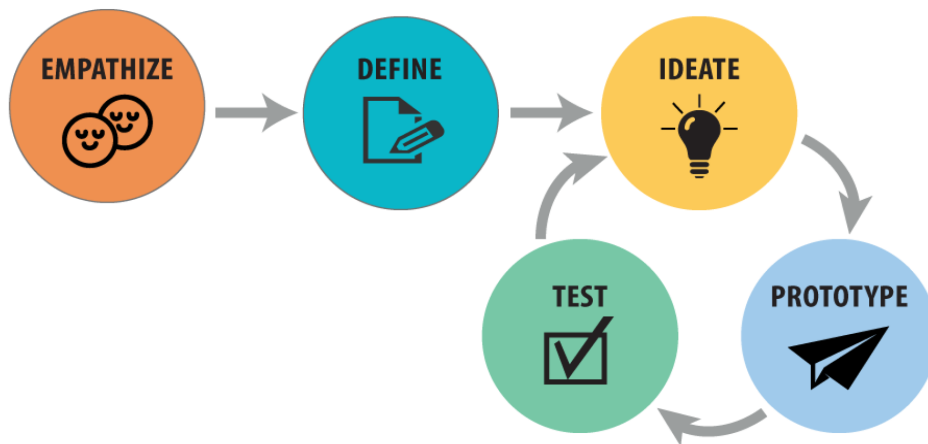 EMPATHIZE
DEFINE
IDEATE
TEST
PROTOTYPE